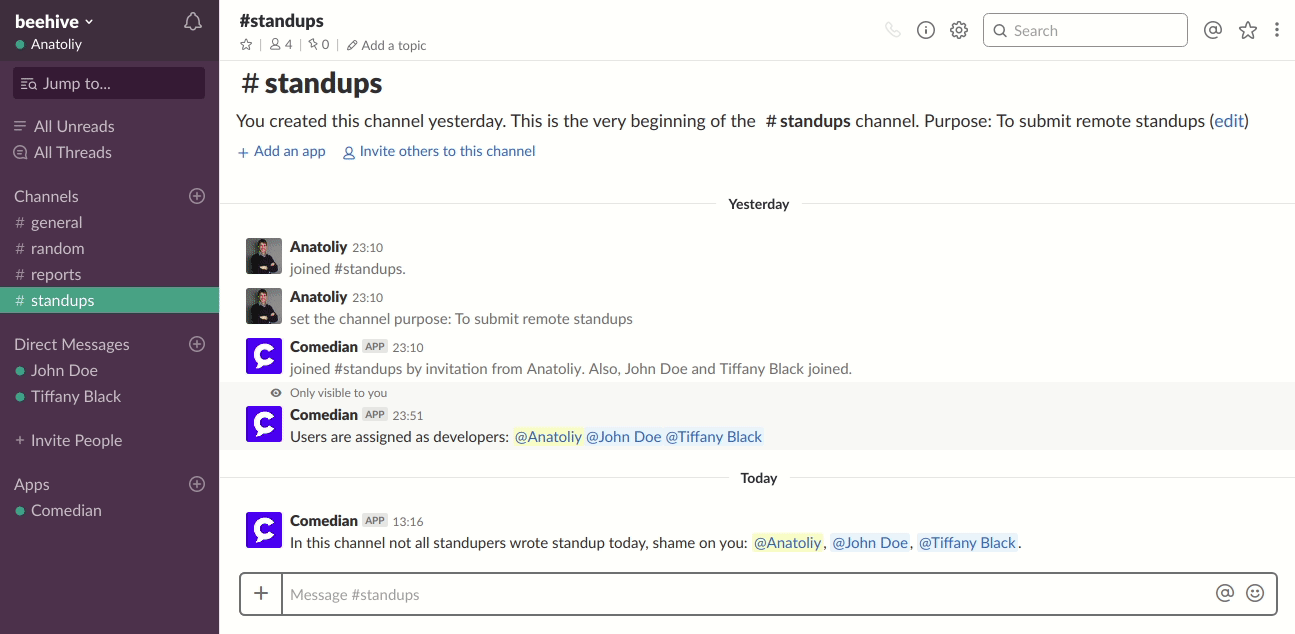 beehive
Anatoliy
Jump to...
All Unreads
All Threads
Channels
# general
# random
# reports
# standups
Direct Messages
John Doe
Tiffany Black
+ Invite People
Apps
Comedian
#standups
4
0
Add a topic
Search
# standups
You created this channel yesterday. This is the very beginning of the # standups channel. Purpose: To submit remote standups (edit)
+ Add an app Invite others to this channel
Yesterday
Anatoliy 23:10
joined #standups.
Anatoliy 23:10
set the channel purpose: To submit remote standups
Comedian APP 23:10
joined #standups by invitation from Anatoliy. Also, John Doe and Tiffany Black joined.
Only visible to you
Comedian APP 23:51
Users are assigned as developers: @Anatoliy @John Doe @Tiffany Black
Today
Comedian APP 13:16
In this channel not all standupers wrote standup today, shame on you: @Anatoliy, @John Doe, @Tiffany Black.
+ Message #standups @